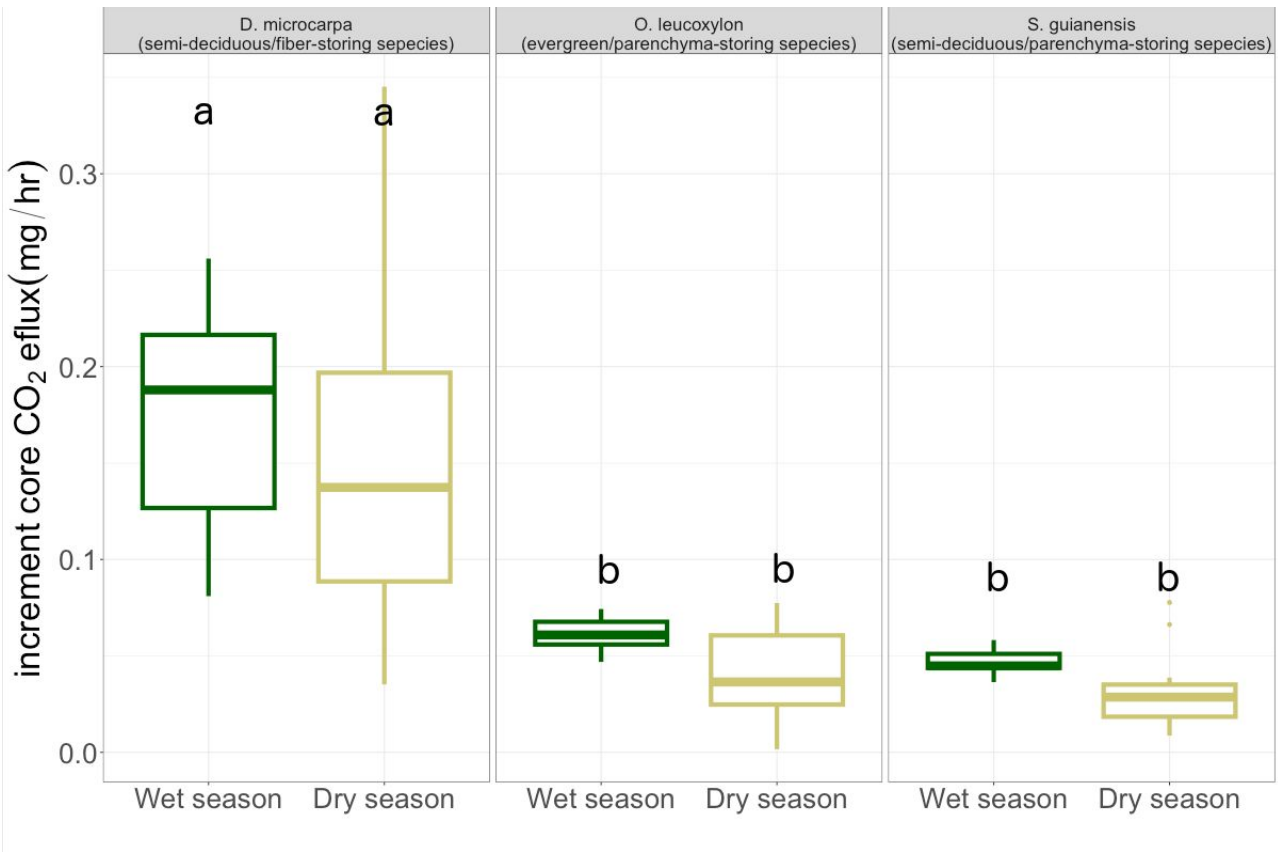 D. microcarpa
(semi-deciduous/fiber-storing sepecies)
O. leucoxylon
(evergreen/parenchyma-storing sepecies)
S. guianensis
(semi-deciduous/parenchyma-storing sepecies)
increment core CO₂ eflux(mg/hr)
0.3
0.2
0.1
0.0
a
a
b
b
b
b
Wet season
Dry season
Wet season
Dry season
Wet season
Dry season